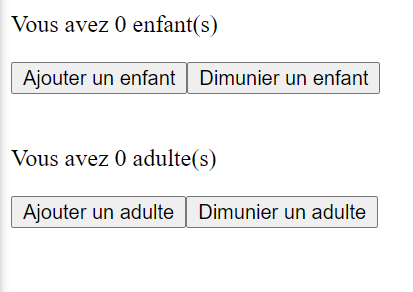 Vous avez 0 enfant(s)
Ajouter un enfant Dimunier un enfant
Vous avez 0 adulte(s)
Ajouter un adulte Dimunier un adulte